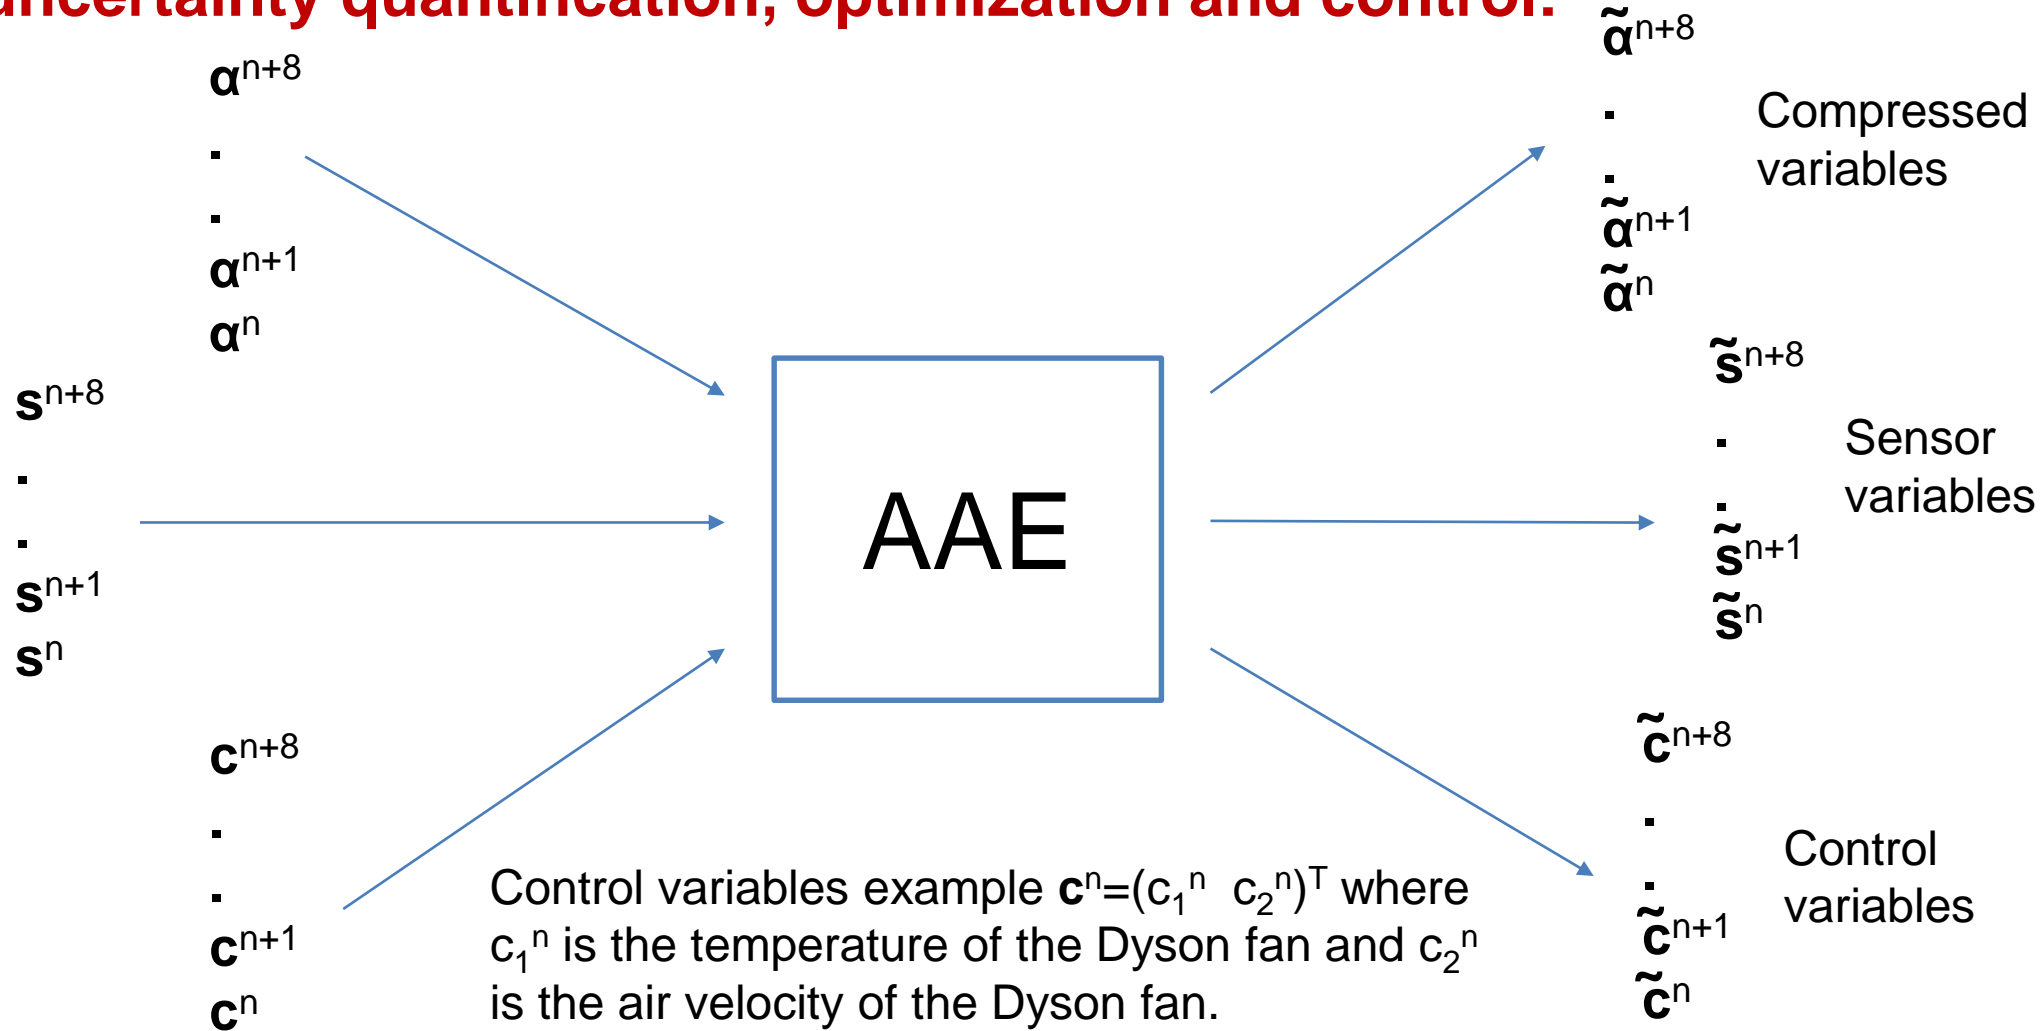 uncertainty quantification, optimization and control.
α̃ⁿ⁺⁸
αⁿ⁺⁸
.
.
αⁿ⁺¹
αⁿ
.
.
α̃ⁿ⁺¹
α̃ⁿ
Compressed
variables
sⁿ⁺⁸
.
.
sⁿ⁺¹
sⁿ
AAE
s̃ⁿ⁺⁸
.
.
s̃ⁿ⁺¹
s̃ⁿ
Sensor
variables
cⁿ⁺⁸
.
.
cⁿ⁺¹
cⁿ
Control variables example cⁿ=(c₁ⁿ c₂ⁿ)ᵀ where
c₁ⁿ is the temperature of the Dyson fan and c₂ⁿ
is the air velocity of the Dyson fan.
c̃ⁿ⁺⁸
.
.
c̃ⁿ⁺¹
c̃ⁿ
Control
variables